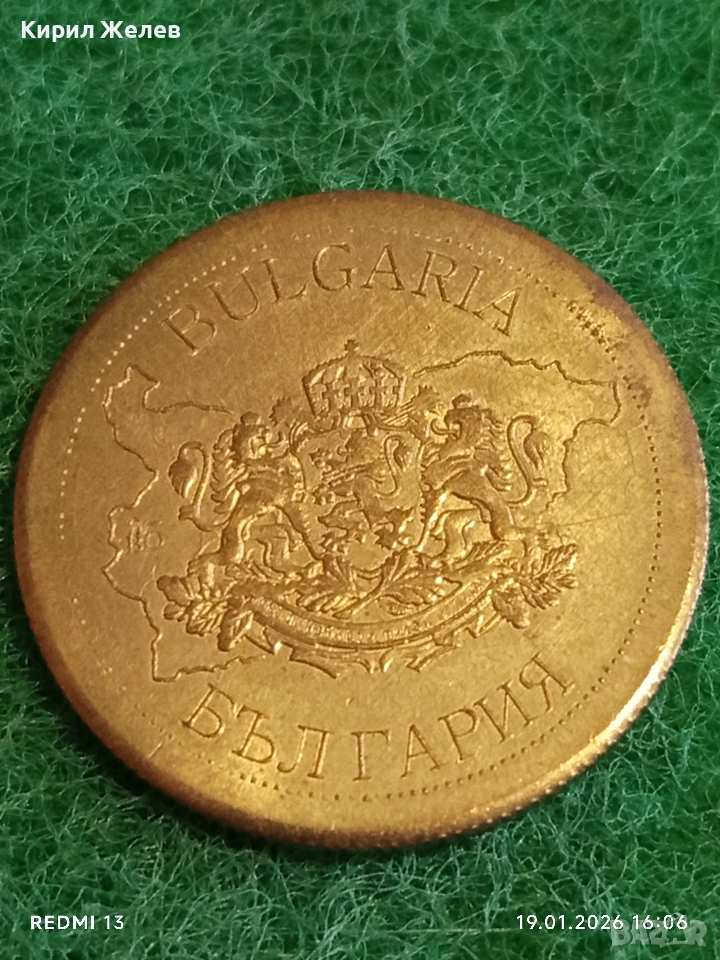 Кирил Желев
BULGARIA
БЪЛГАРИЯ
REDMI 13
19.01.2026 16:06